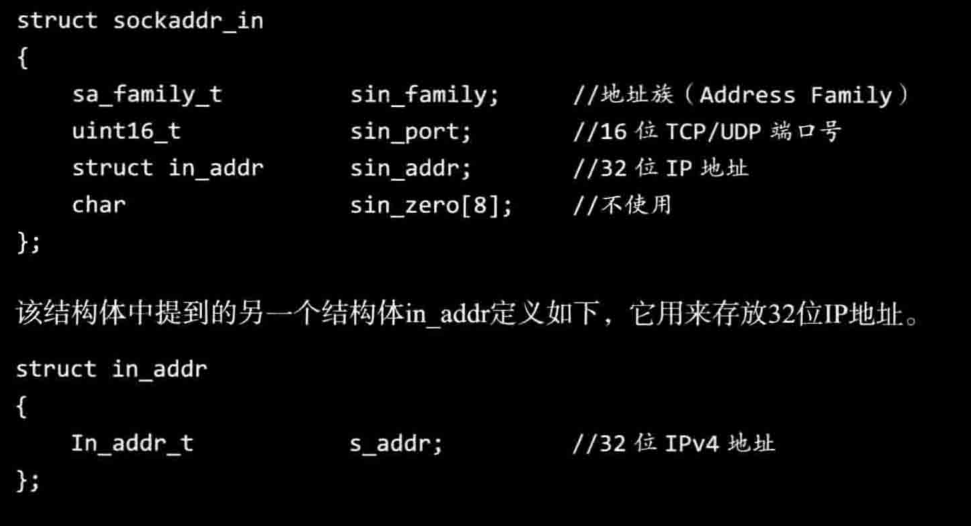 struct sockaddr_in
{
    sa_family_t       sin_family;    //地址族（Address Family）
    uint16_t          sin_port;      //16 位 TCP/UDP 端口号
    struct in_addr    sin_addr;      //32 位 IP 地址
    char              sin_zero[8];   //不使用
};
该结构体中提到的另一个结构体in_addr定义如下，它用来存放32位IP地址。
struct in_addr
{
    In_addr_t         s_addr;        //32 位 IPv4 地址
};